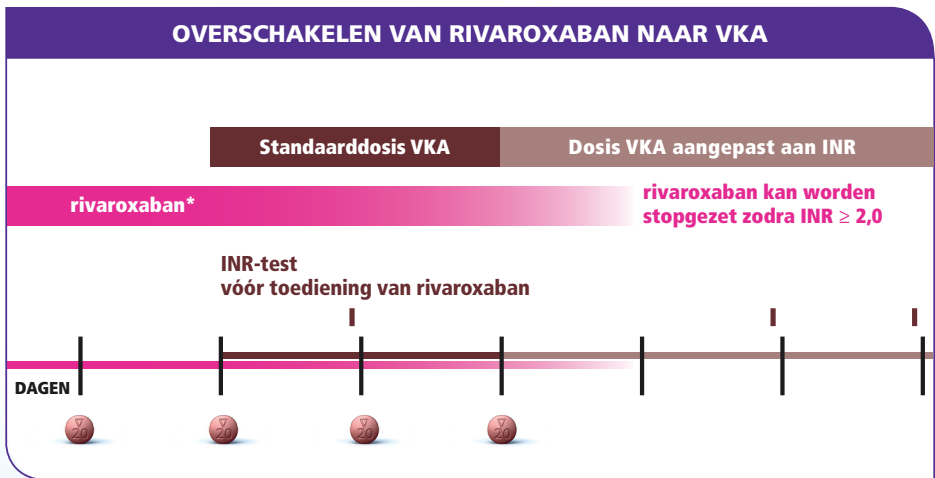 OVERSCHAKELEN VAN RIVAROXABAN NAAR VKA
Standaarddosis VKA
Dosis VKA aangepast aan INR
rivaroxaban*
rivaroxaban kan worden
stopgezet zodra INR ≥ 2,0
INR-test
vóór toediening van rivaroxaban
DAGEN
20
20
20
20